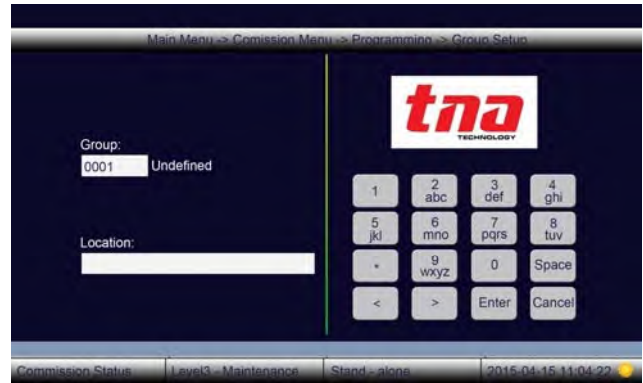 Main Menu -> Comission Menu -> Programming -> Group Setup
Group:
0001 Undefined
Location:
tna
TECHNOLOGY
1
2 abc
3 def
4 ghi
5 jkl
6 mno
7 pqrs
8 tuv
*
9 wxyz
0
Space
<
>
Enter
Cancel
Commission Status
Level3 - Maintenance
Stand - alone
2015-04-15 11:04:22